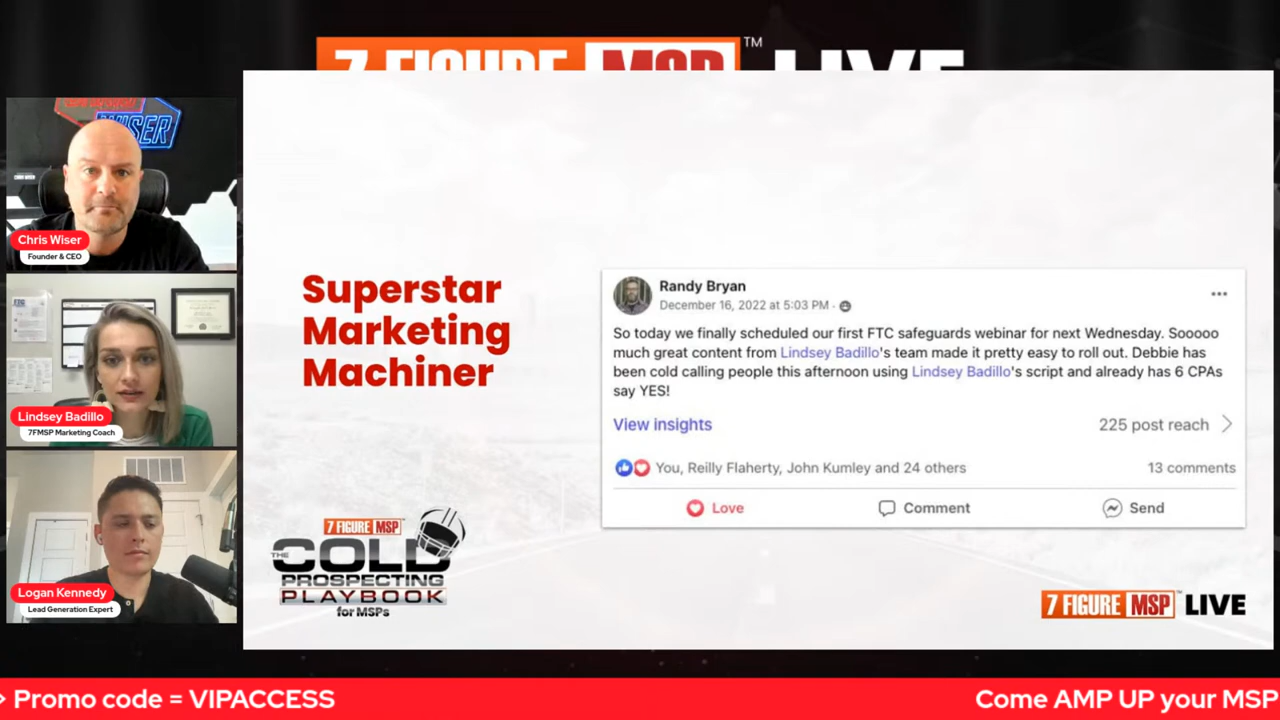 7 FIGURE MSP ™ LIVE
WISER
Chris Wiser
Founder & CEO
Lindsey Badillo
7FMSP Marketing Coach
Logan Kennedy
Lead Generation Expert
Superstar
Marketing
Machiner
Randy Bryan
December 16, 2022 at 5:03 PM ·
So today we finally scheduled our first FTC safeguards webinar for next Wednesday. Sooooo
much great content from Lindsey Badillo's team made it pretty easy to roll out. Debbie has
been cold calling people this afternoon using Lindsey Badillo's script and already has 6 CPAs
say YES!
View insights
225 post reach
You, Reilly Flaherty, John Kumley and 24 others
13 comments
Love
Comment
Send
7 FIGURE MSP
THE COLD
PROSPECTING
PLAYBOOK
for MSPs
7 FIGURE MSP ™ LIVE
Promo code = VIPACCESS
Come AMP UP your MSP